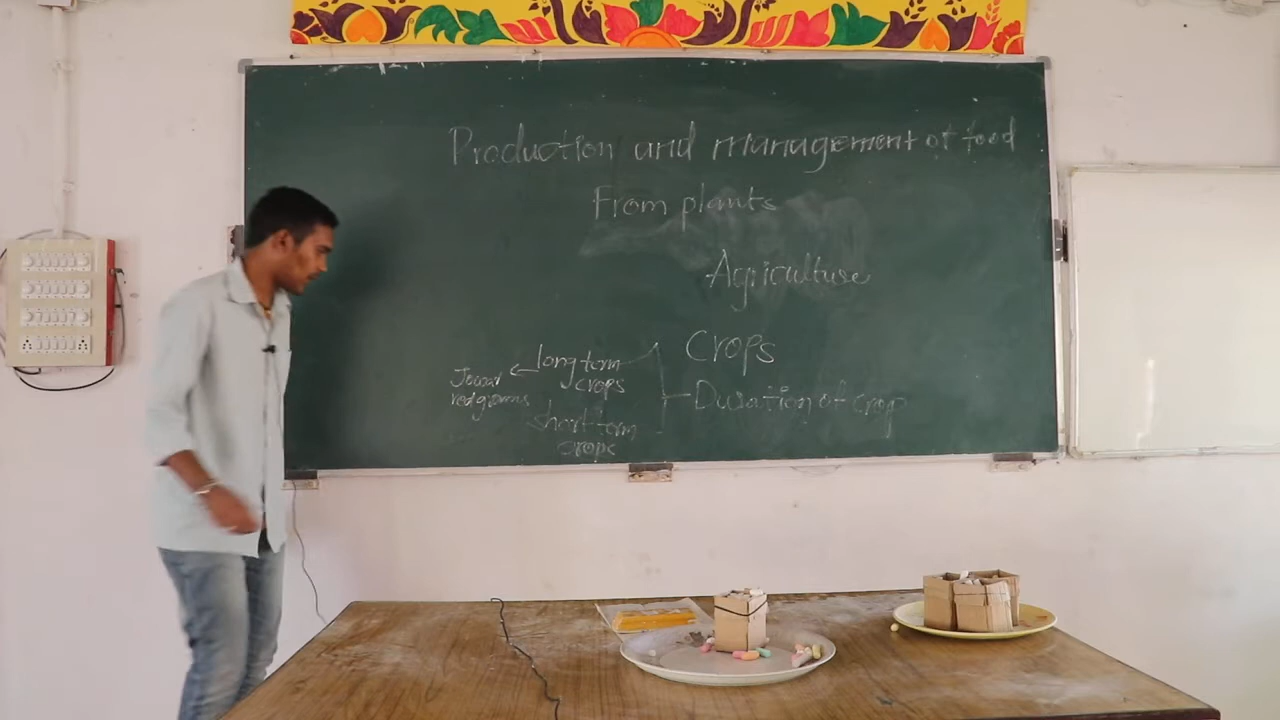 Production and management of food
From plants
Agriculture
Crops
Duration of crop
long term
crops
Jowar
redgrams
short term
crops